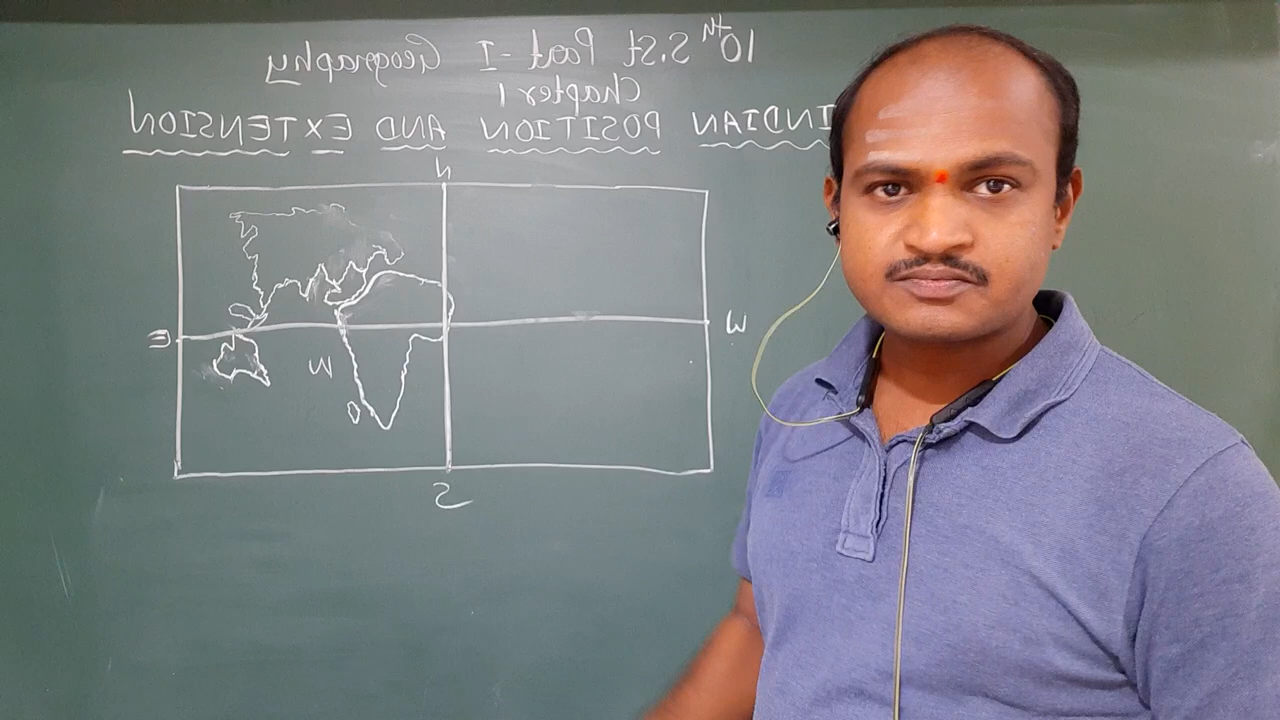 10th S.St Part-I Geography
Chapter 1
INDIAN POSITION AND EXTENSION
N
W
E
W
S